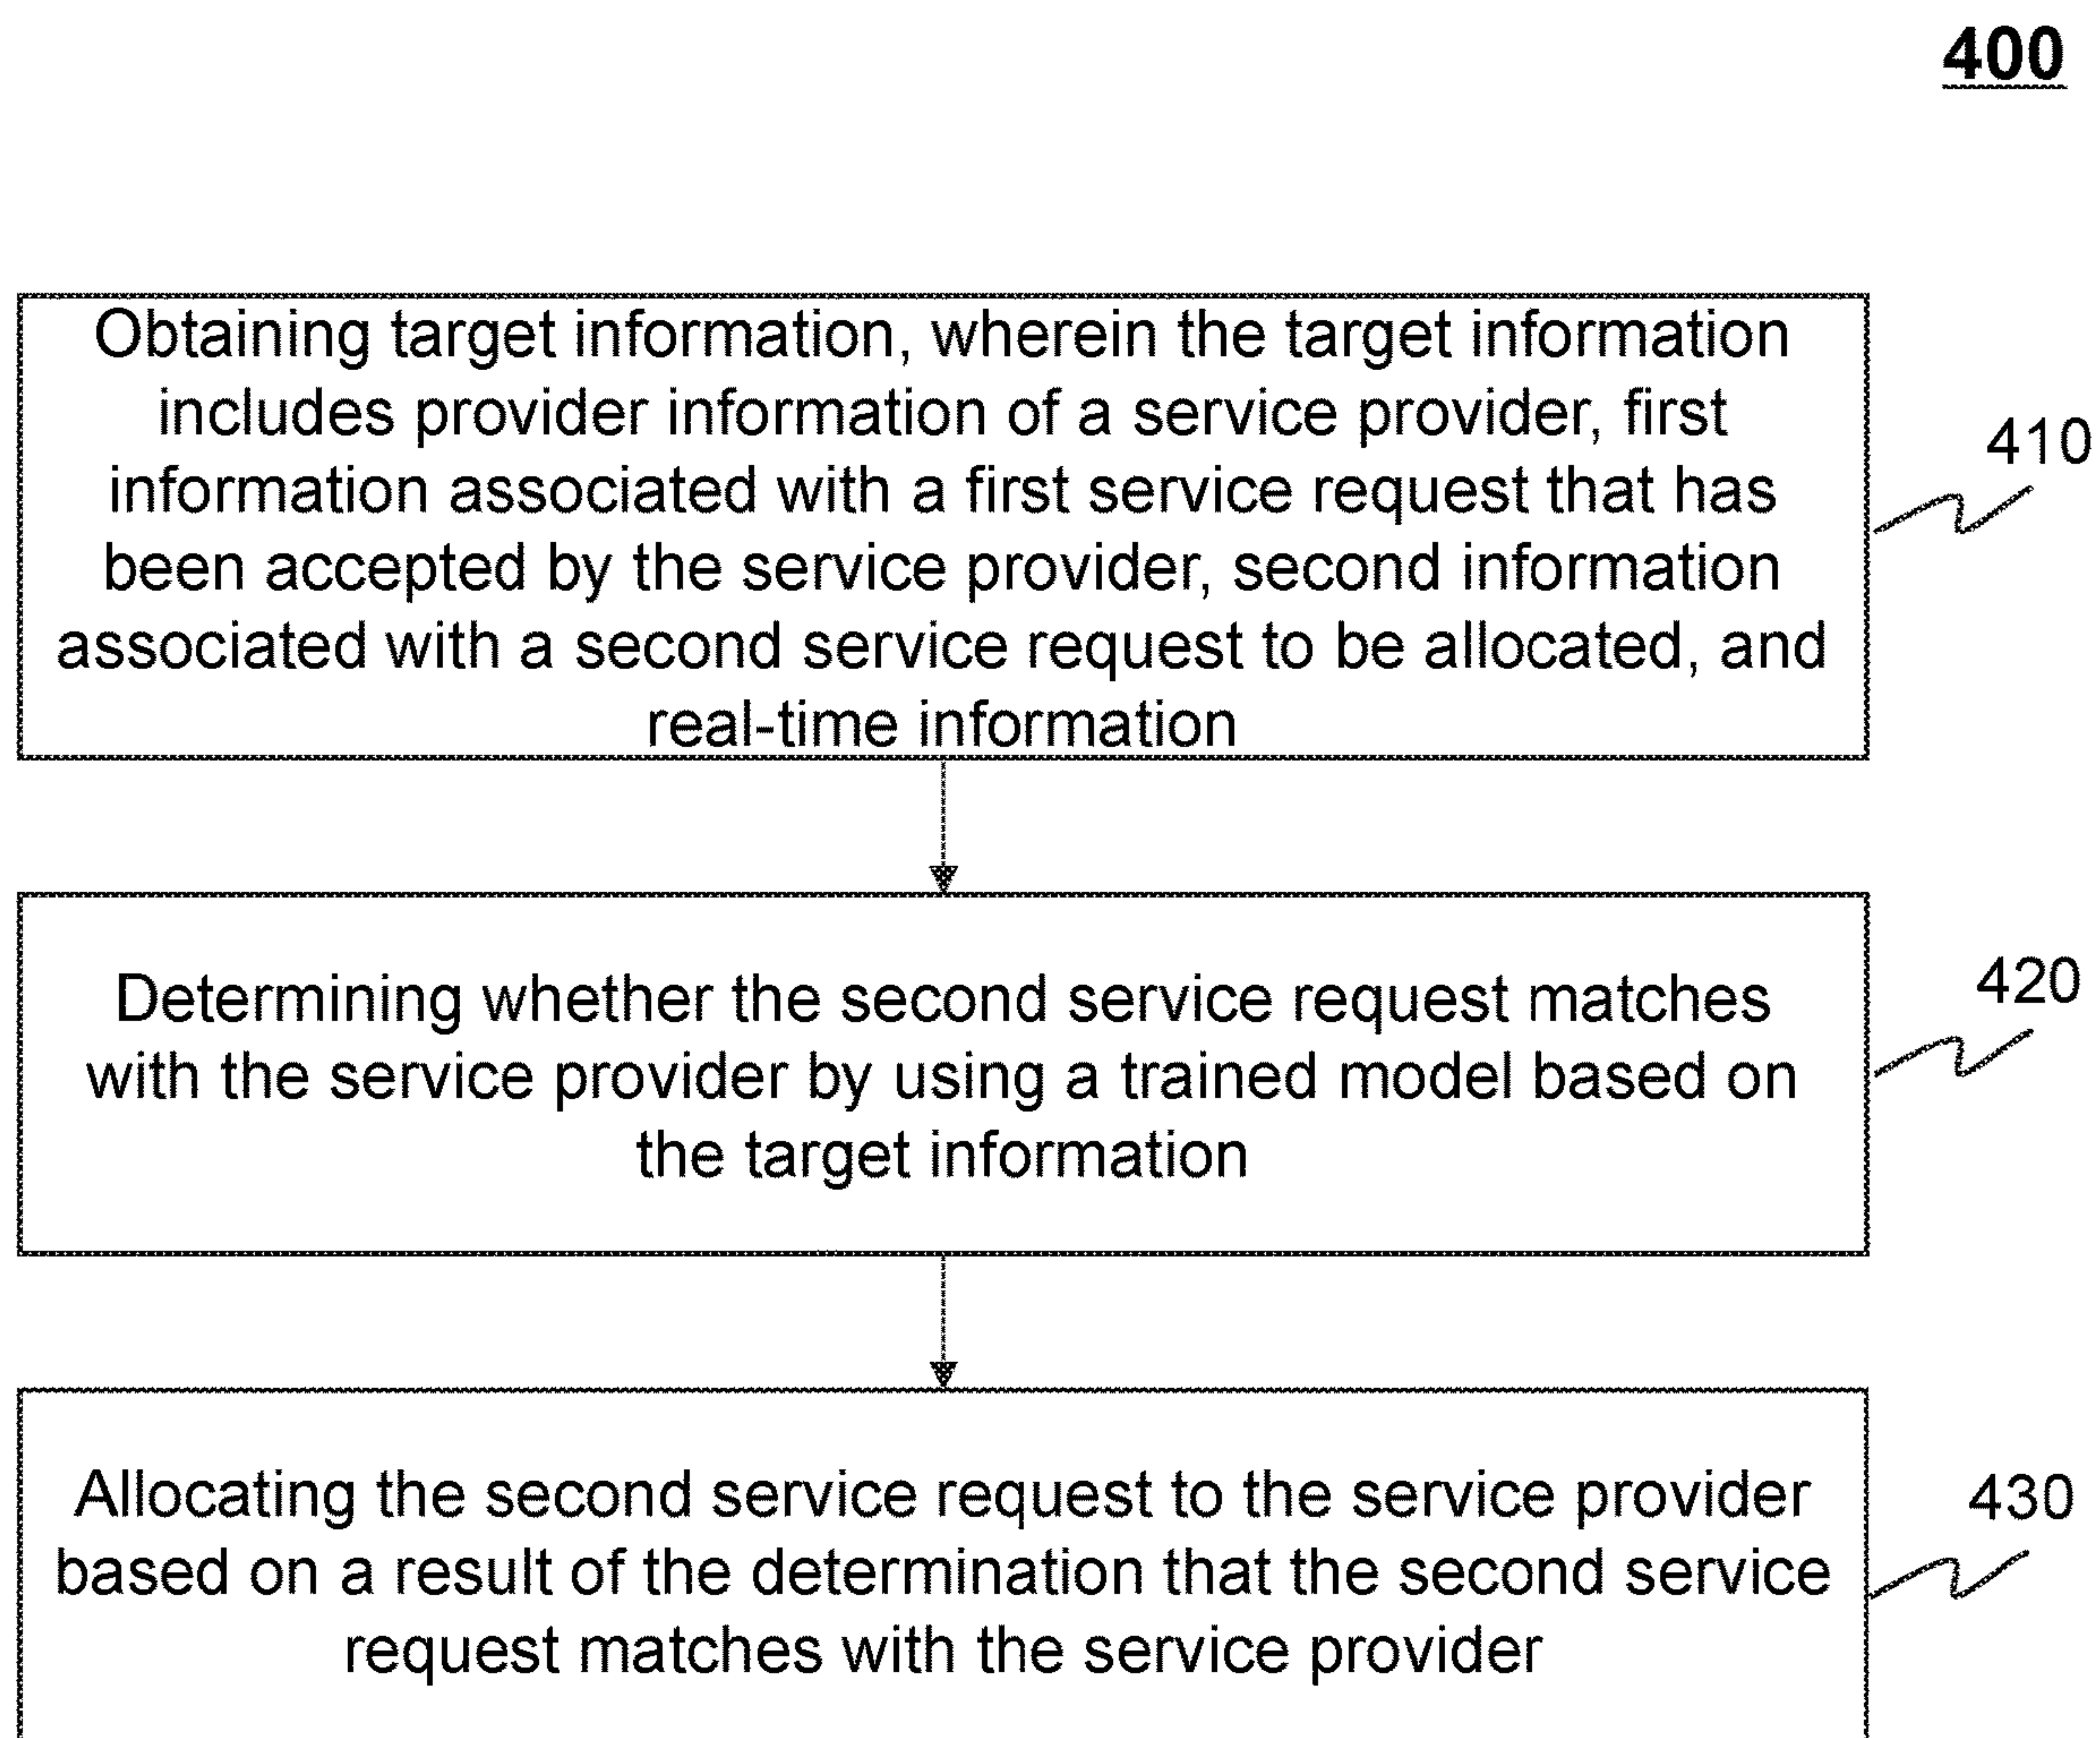 400
Obtaining target information, wherein the target information
includes provider information of a service provider, first
information associated with a first service request that has
been accepted by the service provider, second information
associated with a second service request to be allocated, and
real-time information
410
Determining whether the second service request matches
with the service provider by using a trained model based on
the target information
420
Allocating the second service request to the service provider
based on a result of the determination that the second service
request matches with the service provider
430